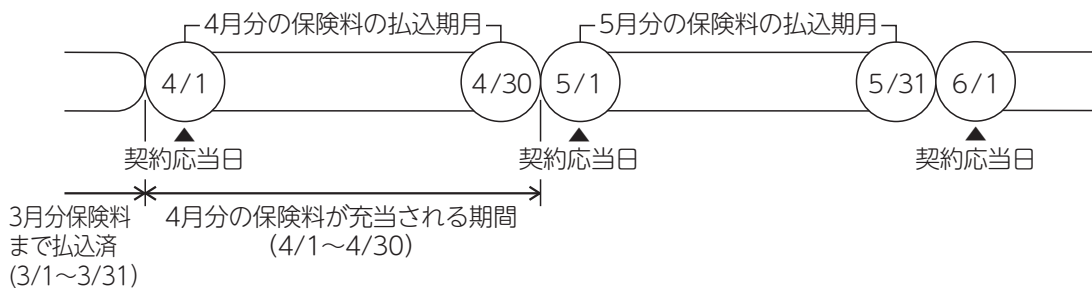 4月分の保険料の払込期月
5月分の保険料の払込期月
4/1
4/30
5/1
5/31
6/1
契約応当日
契約応当日
契約応当日
3月分保険料
まで払込済
(3/1〜3/31)
4月分の保険料が充当される期間
(4/1〜4/30)